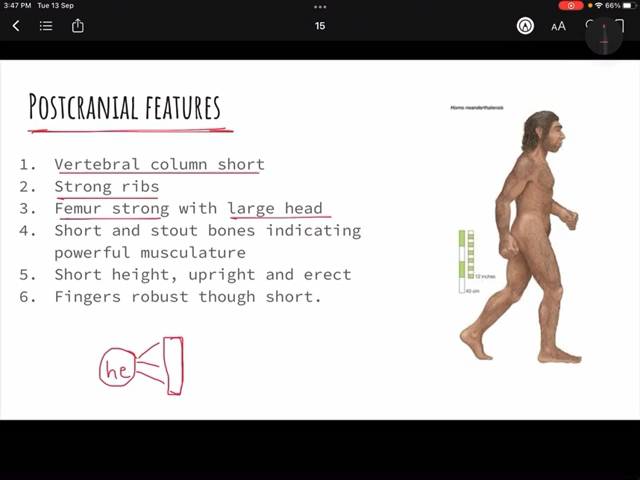 3:47 PM Tue 13 Sep
66%
15
AA
POSTCRANIAL FEATURES
Homo neanderthalensis
1. Vertebral column short
2. Strong ribs
3. Femur strong with large head
4. Short and stout bones indicating
powerful musculature
5. Short height, upright and erect
6. Fingers robust though short.
12 inches
40 cm
he